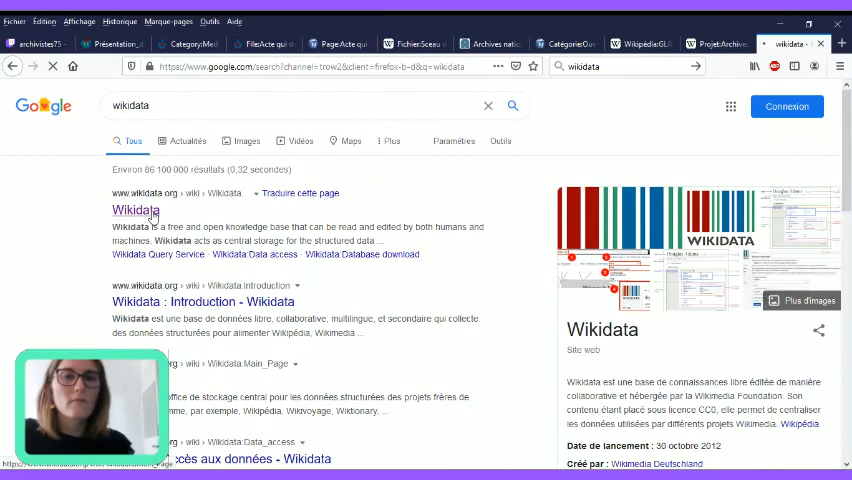 Fichier Édition Affichage Historique Marque-pages Outils Aide
archivistes75 Présentation_d Category:Med File:Acte qui de Page:Acte qui Fichier:Sceau d Archives natio Catégorie:Ouv Wikipédia:GLA Projet:Archive wikidata -
https://www.google.com/search?channel=trow2&client=firefox-b-d&q=wikidata wikidata
Google wikidata Connexion
Tous Actualités Images Vidéos Maps Plus Paramètres Outils
Environ 86 100 000 résultats (0,32 secondes)
www.wikidata.org › wiki › Wikidata Traduire cette page
Wikidata
Wikidata is a free and open knowledge base that can be read and edited by both humans and
machines. Wikidata acts as central storage for the structured data ...
Wikidata Query Service · Wikidata:Data access · Wikidata:Database download
www.wikidata.org › wiki › Wikidata:Introduction
Wikidata : Introduction - Wikidata
Wikidata est une base de données libre, collaborative, multilingue, et secondaire qui collecte
des données structurées pour alimenter Wikipédia, Wikimedia ...
rg › wiki › Wikidata:Main_Page
office de stockage central pour les données structurées des projets frères de
mme, par exemple, Wikipédia, Wikivoyage, Wiktionary, ...
rg › wiki › Wikidata:Data_access
ccès aux données - Wikidata
WIKIDATA
Plus d'images
Wikidata
Site web
Wikidata est une base de connaissances libre éditée de manière
collaborative et hébergée par la Wikimedia Foundation. Son
contenu étant placé sous licence CC0, elle permet de centraliser
les données utilisées par différents projets Wikimedia. Wikipédia
Date de lancement : 30 octobre 2012
Créé par : Wikimedia Deutschland